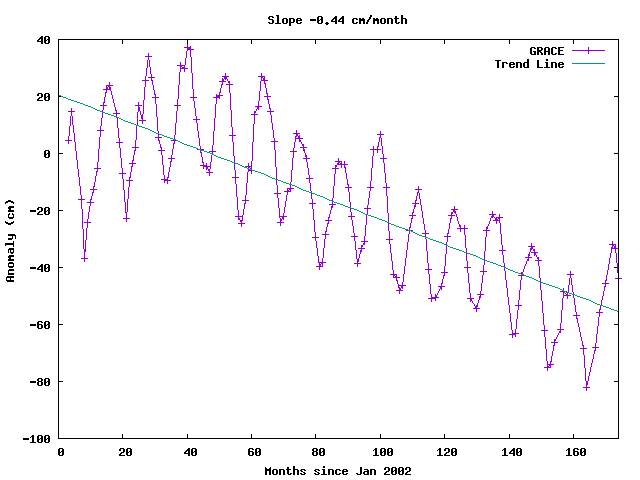 Slope -0.44 cm/month
GRACE
Trend Line
40
20
0
-20
-40
-60
-80
-100
Anomaly (cm)
0 20 40 60 80 100 120 140 160
Months since Jan 2002